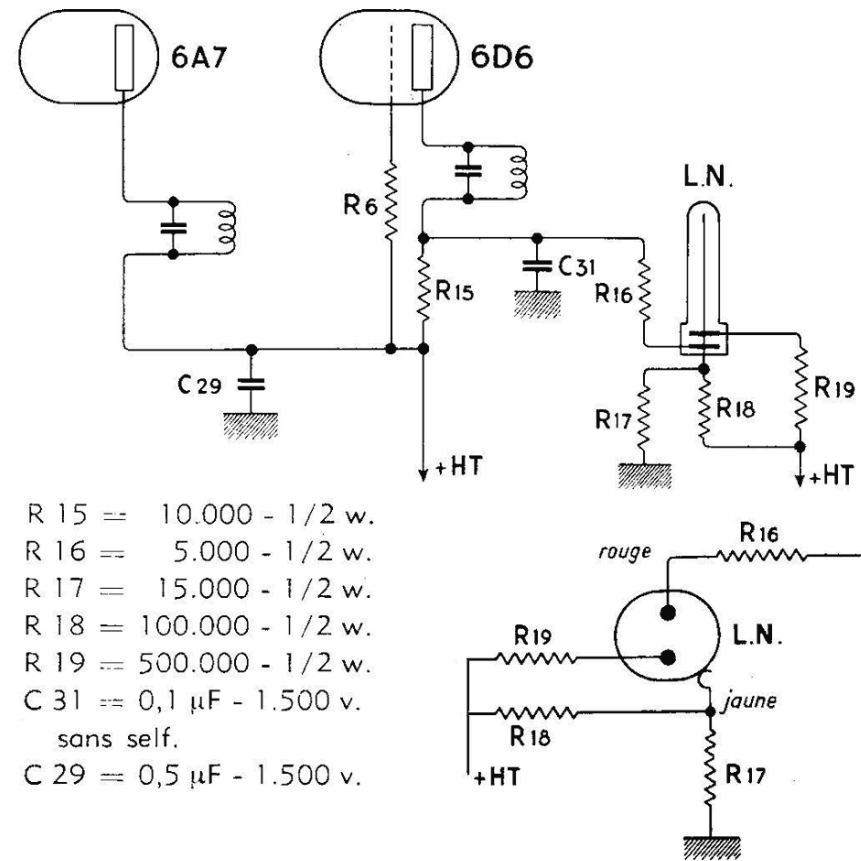 6A7
6D6
L.N.
R6
C31
R15
R16
C29
R17
R18
R19
+HT
+HT
R 15 = 10.000 - 1/2 w.
R 16 = 5.000 - 1/2 w.
R 17 = 15.000 - 1/2 w.
R 18 = 100.000 - 1/2 w.
R 19 = 500.000 - 1/2 w.
C 31 = 0,1 µF - 1.500 v.
sans self.
C 29 = 0,5 µF - 1.500 v.
R16
rouge
R19
L.N.
jaune
R18
+HT
R17